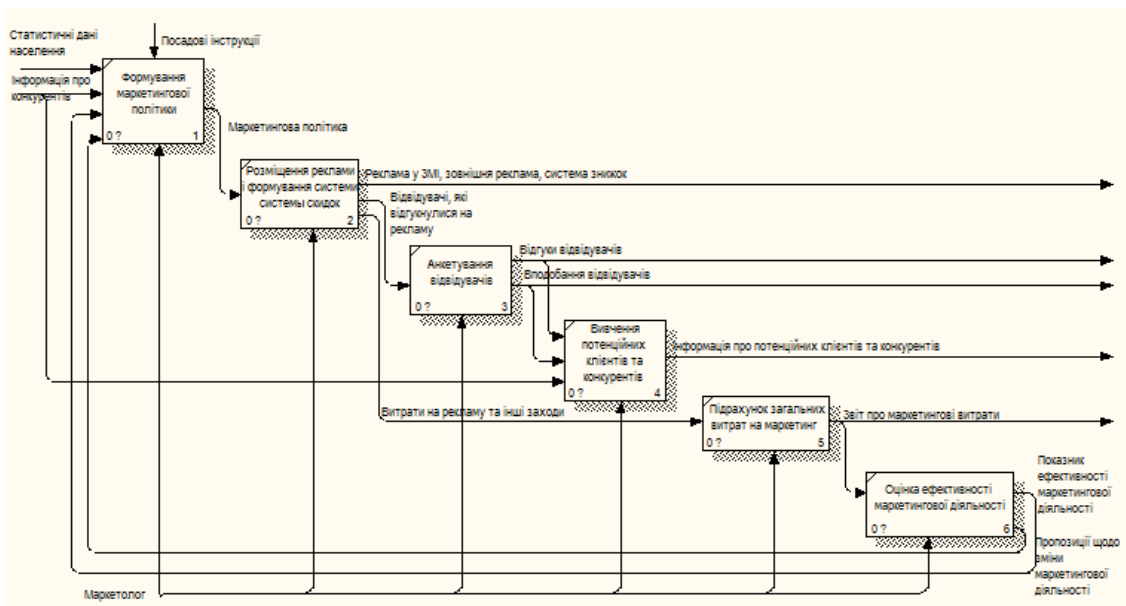 Статистичні дані
населення
Посадові інструкції
Інформація про
конкурентів
Формування
маркетингової
політики
0 ?
1
Маркетингова політика
Розміщення реклами
і формування системи
системы скидок
0 ?
2
Реклама у ЗМІ, зовнішня реклама, система знижок
Відвідувачі, які
відгукнулися на
рекламу
Анкетування
відвідувачів
0 ?
3
Відгуки відвідувачів
Вподобання відвідувачів
Вивчення
потенційних
клієнтів та
конкурентів
0 ?
4
Інформація про потенційних клієнтів та конкурентів
Витрати на рекламу та інші заходи
Підрахунок загальних
витрат на маркетинг
0 ?
5
Звіт про маркетингові витрати
Оцінка ефективності
маркетингової діяльності
0 ?
6
Показник
ефективності
маркетингової
діяльності
Пропозиції щодо
зміни
маркетингової
діяльності
Маркетолог